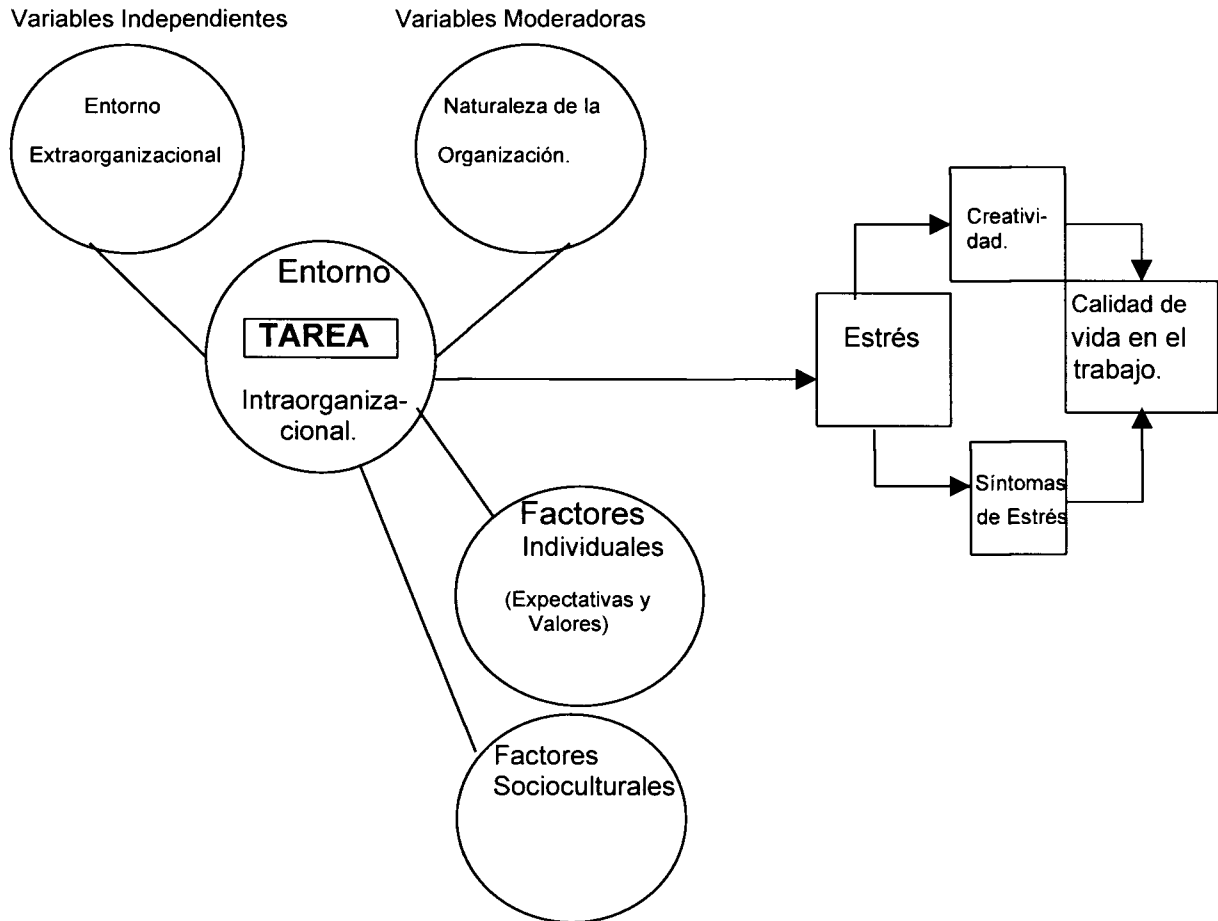 Variables Independientes
Variables Moderadoras
Entorno
Extraorganizacional
Naturaleza de la
Organización.
Entorno
TAREA
Intraorganiza-
cional.
Creativi-
dad.
Estrés
Calidad de
vida en el
trabajo.
Síntomas
de Estrés
Factores
Individuales
(Expectativas y
Valores)
Factores
Socioculturales